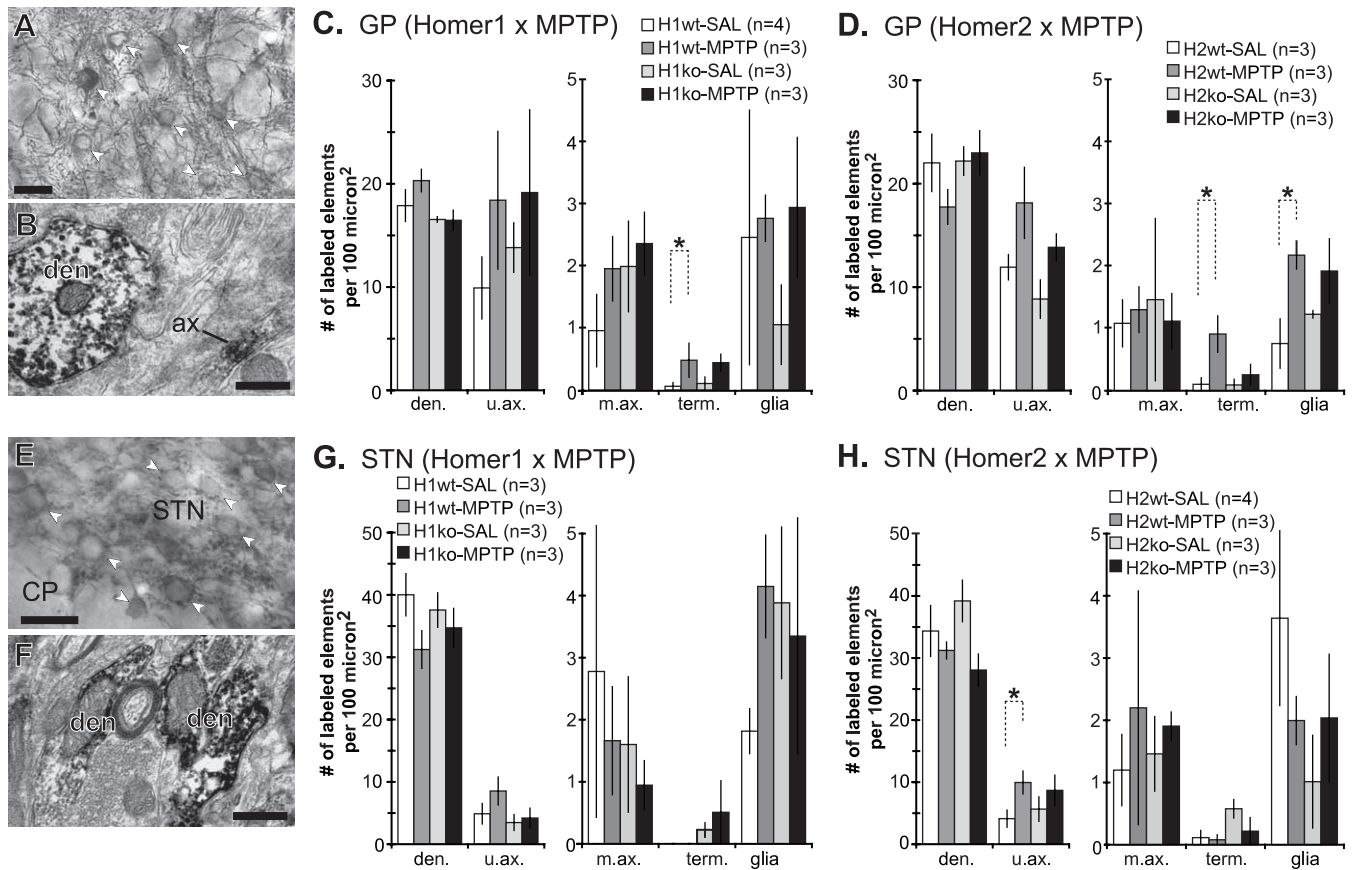 A
B
den
ax
C. GP (Homer1 x MPTP)
H1wt-SAL (n=4)
H1wt-MPTP (n=3)
H1ko-SAL (n=3)
H1ko-MPTP (n=3)
# of labeled elements
per 100 micron2
30
20
10
0
den.
u.ax.
5
4
3
2
1
0
*
m.ax.
term.
glia
D. GP (Homer2 x MPTP)
H2wt-SAL (n=3)
H2wt-MPTP (n=3)
H2ko-SAL (n=3)
H2ko-MPTP (n=3)
# of labeled elements
per 100 micron2
30
20
10
0
den.
u.ax.
5
4
3
2
1
0
*
*
m.ax.
term.
glia
E
STN
CP
F
den
den
G. STN (Homer1 x MPTP)
H1wt-SAL (n=3)
H1wt-MPTP (n=3)
H1ko-SAL (n=3)
H1ko-MPTP (n=3)
# of labeled elements
per 100 micron2
50
40
30
20
10
0
den.
u.ax.
5
4
3
2
1
0
m.ax.
term.
glia
H. STN (Homer2 x MPTP)
H2wt-SAL (n=4)
H2wt-MPTP (n=3)
H2ko-SAL (n=3)
H2ko-MPTP (n=3)
# of labeled elements
per 100 micron2
50
40
30
20
10
0
*
den.
u.ax.
5
4
3
2
1
0
m.ax.
term.
glia